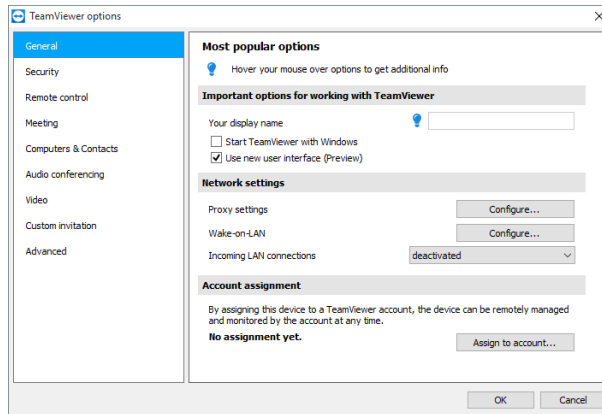 TeamViewer options
General
Security
Remote control
Meeting
Computers & Contacts
Audio conferencing
Video
Custom invitation
Advanced
Most popular options
Hover your mouse over options to get additional info
Important options for working with TeamViewer
Your display name
Start TeamViewer with Windows
Use new user interface (Preview)
Network settings
Proxy settings
Configure...
Wake-on-LAN
Configure...
Incoming LAN connections
deactivated
Account assignment
By assigning this device to a TeamViewer account, the device can be remotely managed
and monitored by the account at any time.
No assignment yet.
Assign to account...
OK
Cancel